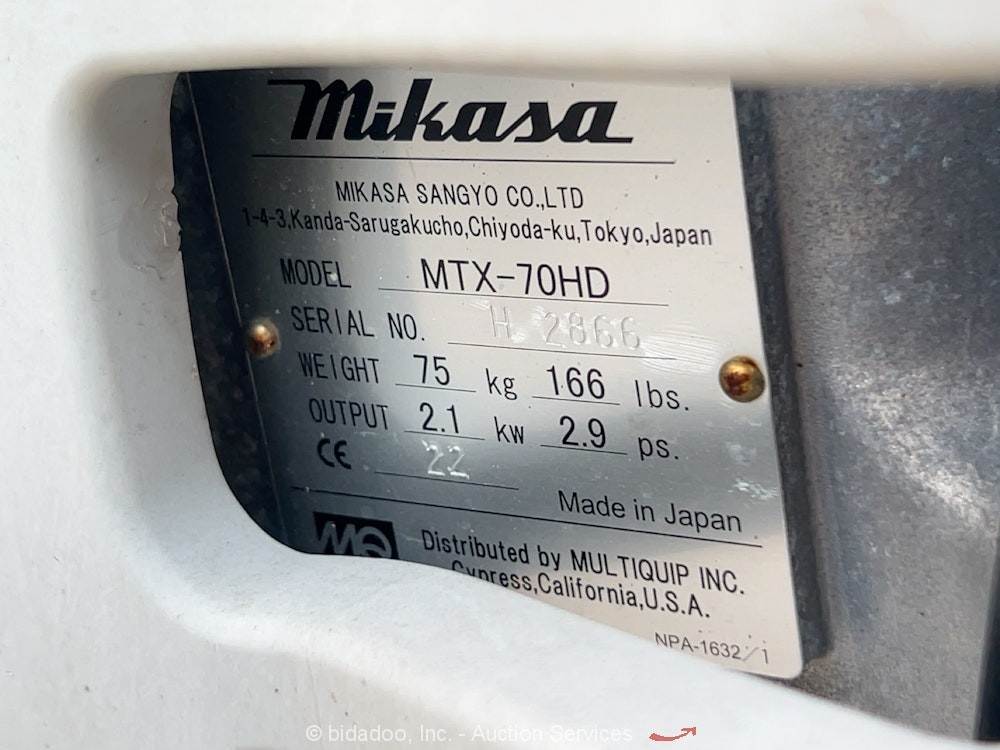 Mikasa
MIKASA SANGYO CO.,LTD
1-4-3,Kanda-Sarugakucho,Chiyoda-ku,Tokyo,Japan
MODEL MTX-70HD
SERIAL NO. H 2866
WEIGHT 75 kg 166 lbs.
OUTPUT 2.1 kw 2.9 ps.
CE 22
Made in Japan
MQ Distributed by MULTIQUIP INC.
Cypress,California,U.S.A.
NPA-1632/1
© bidadoo, Inc. - Auction Services